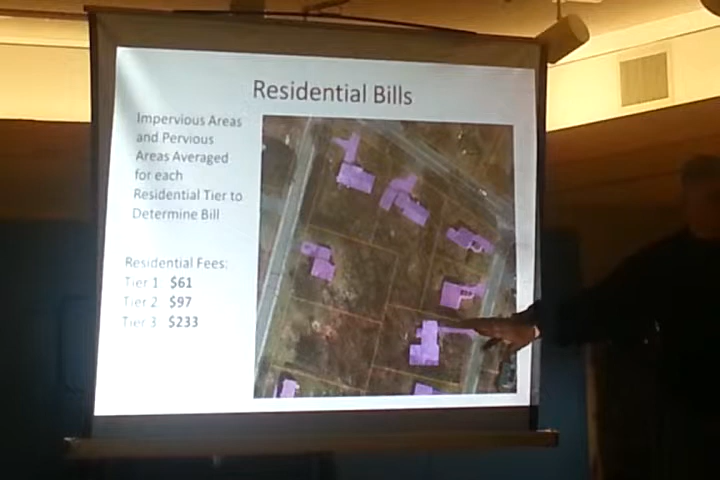 Residential Bills
Impervious Areas
and Pervious
Areas Averaged
for each
Residential Tier to
Determine Bill
Residential Fees:
Tier 1 $61
Tier 2 $97
Tier 3 $233